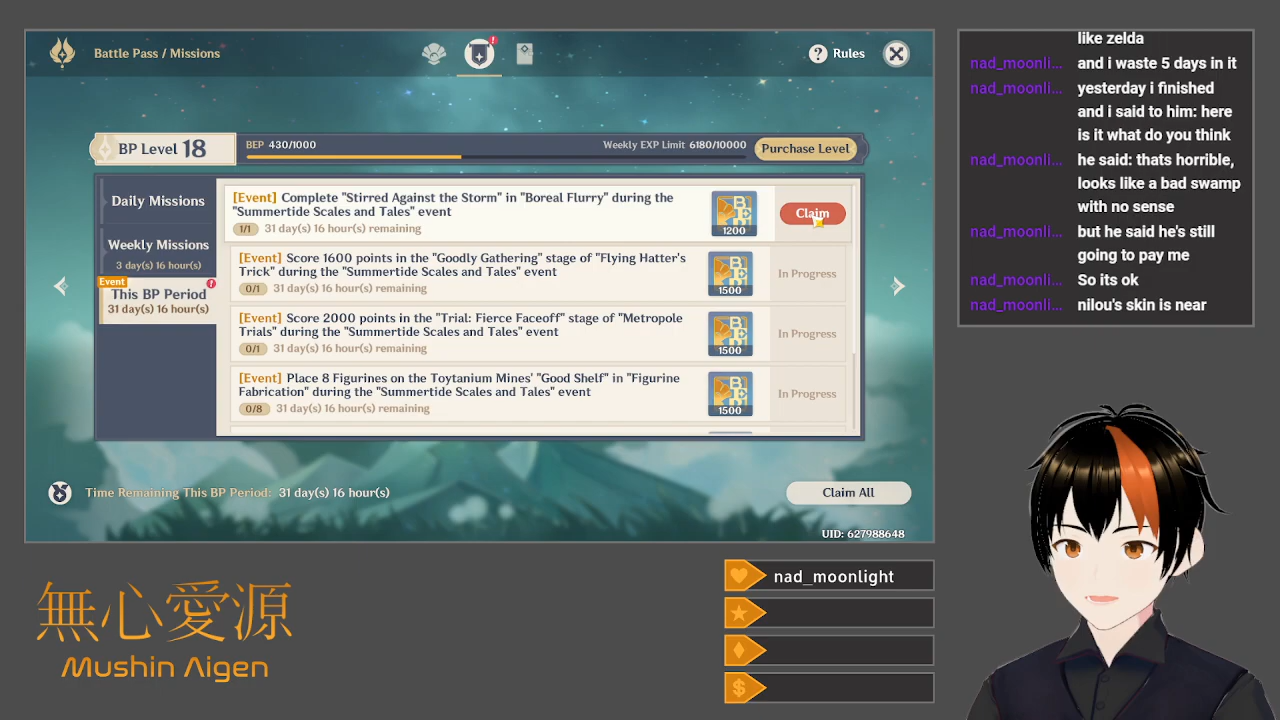 Battle Pass / Missions
? Rules
BP Level 18
BEP 430/1000
Weekly EXP Limit 6180/10000
Purchase Level
Daily Missions
Weekly Missions
3 day(s) 16 hour(s)
Event
This BP Period
31 day(s) 16 hour(s)
[Event] Complete "Stirred Against the Storm" in "Boreal Flurry" during the
"Summertide Scales and Tales" event
1/1 31 day(s) 16 hour(s) remaining
1200
Claim
[Event] Score 1600 points in the "Goodly Gathering" stage of "Flying Hatter's
Trick" during the "Summertide Scales and Tales" event
0/1 31 day(s) 16 hour(s) remaining
1500
In Progress
[Event] Score 2000 points in the "Trial: Fierce Faceoff" stage of "Metropole
Trials" during the "Summertide Scales and Tales" event
0/1 31 day(s) 16 hour(s) remaining
1500
In Progress
[Event] Place 8 Figurines on the Toytanium Mines' "Good Shelf" in "Figurine
Fabrication" during the "Summertide Scales and Tales" event
0/8 31 day(s) 16 hour(s) remaining
1500
In Progress
Time Remaining This BP Period: 31 day(s) 16 hour(s)
Claim All
UID: 627988648
like zelda
nad_moonli... and i waste 5 days in it
nad_moonli... yesterday i finished
and i said to him: here
is it what do you think
nad_moonli... he said: thats horrible,
looks like a bad swamp
with no sense
nad_moonli... but he said he's still
going to pay me
nad_moonli... So its ok
nad_moonli... nilou's skin is near
無心愛源
Mushin Aigen
nad_moonlight
$